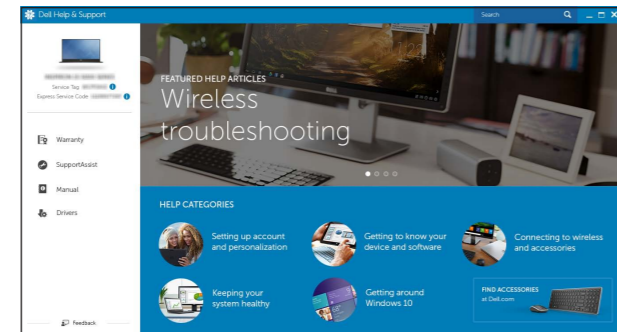 Dell Help & Support
Search
Service Tag:
Express Service Code:
Warranty
SupportAssist
Manual
Drivers
Feedback
FEATURED HELP ARTICLES
Wireless
troubleshooting
HELP CATEGORIES
Setting up account
and personalization
Getting to know your
device and software
Connecting to wireless
and accessories
Keeping your
system healthy
Getting around
Windows 10
FIND ACCESSORIES
at Dell.com